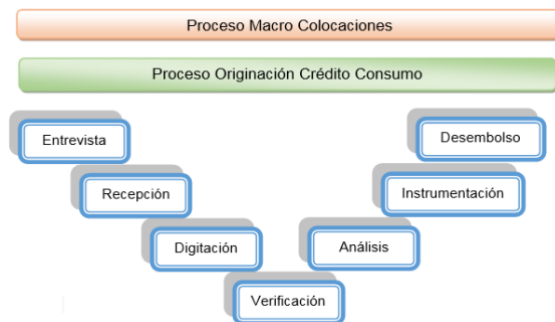 Proceso Macro Colocaciones
Proceso Originación Crédito Consumo
Entrevista
Recepción
Digitación
Verificación
Análisis
Instrumentación
Desembolso